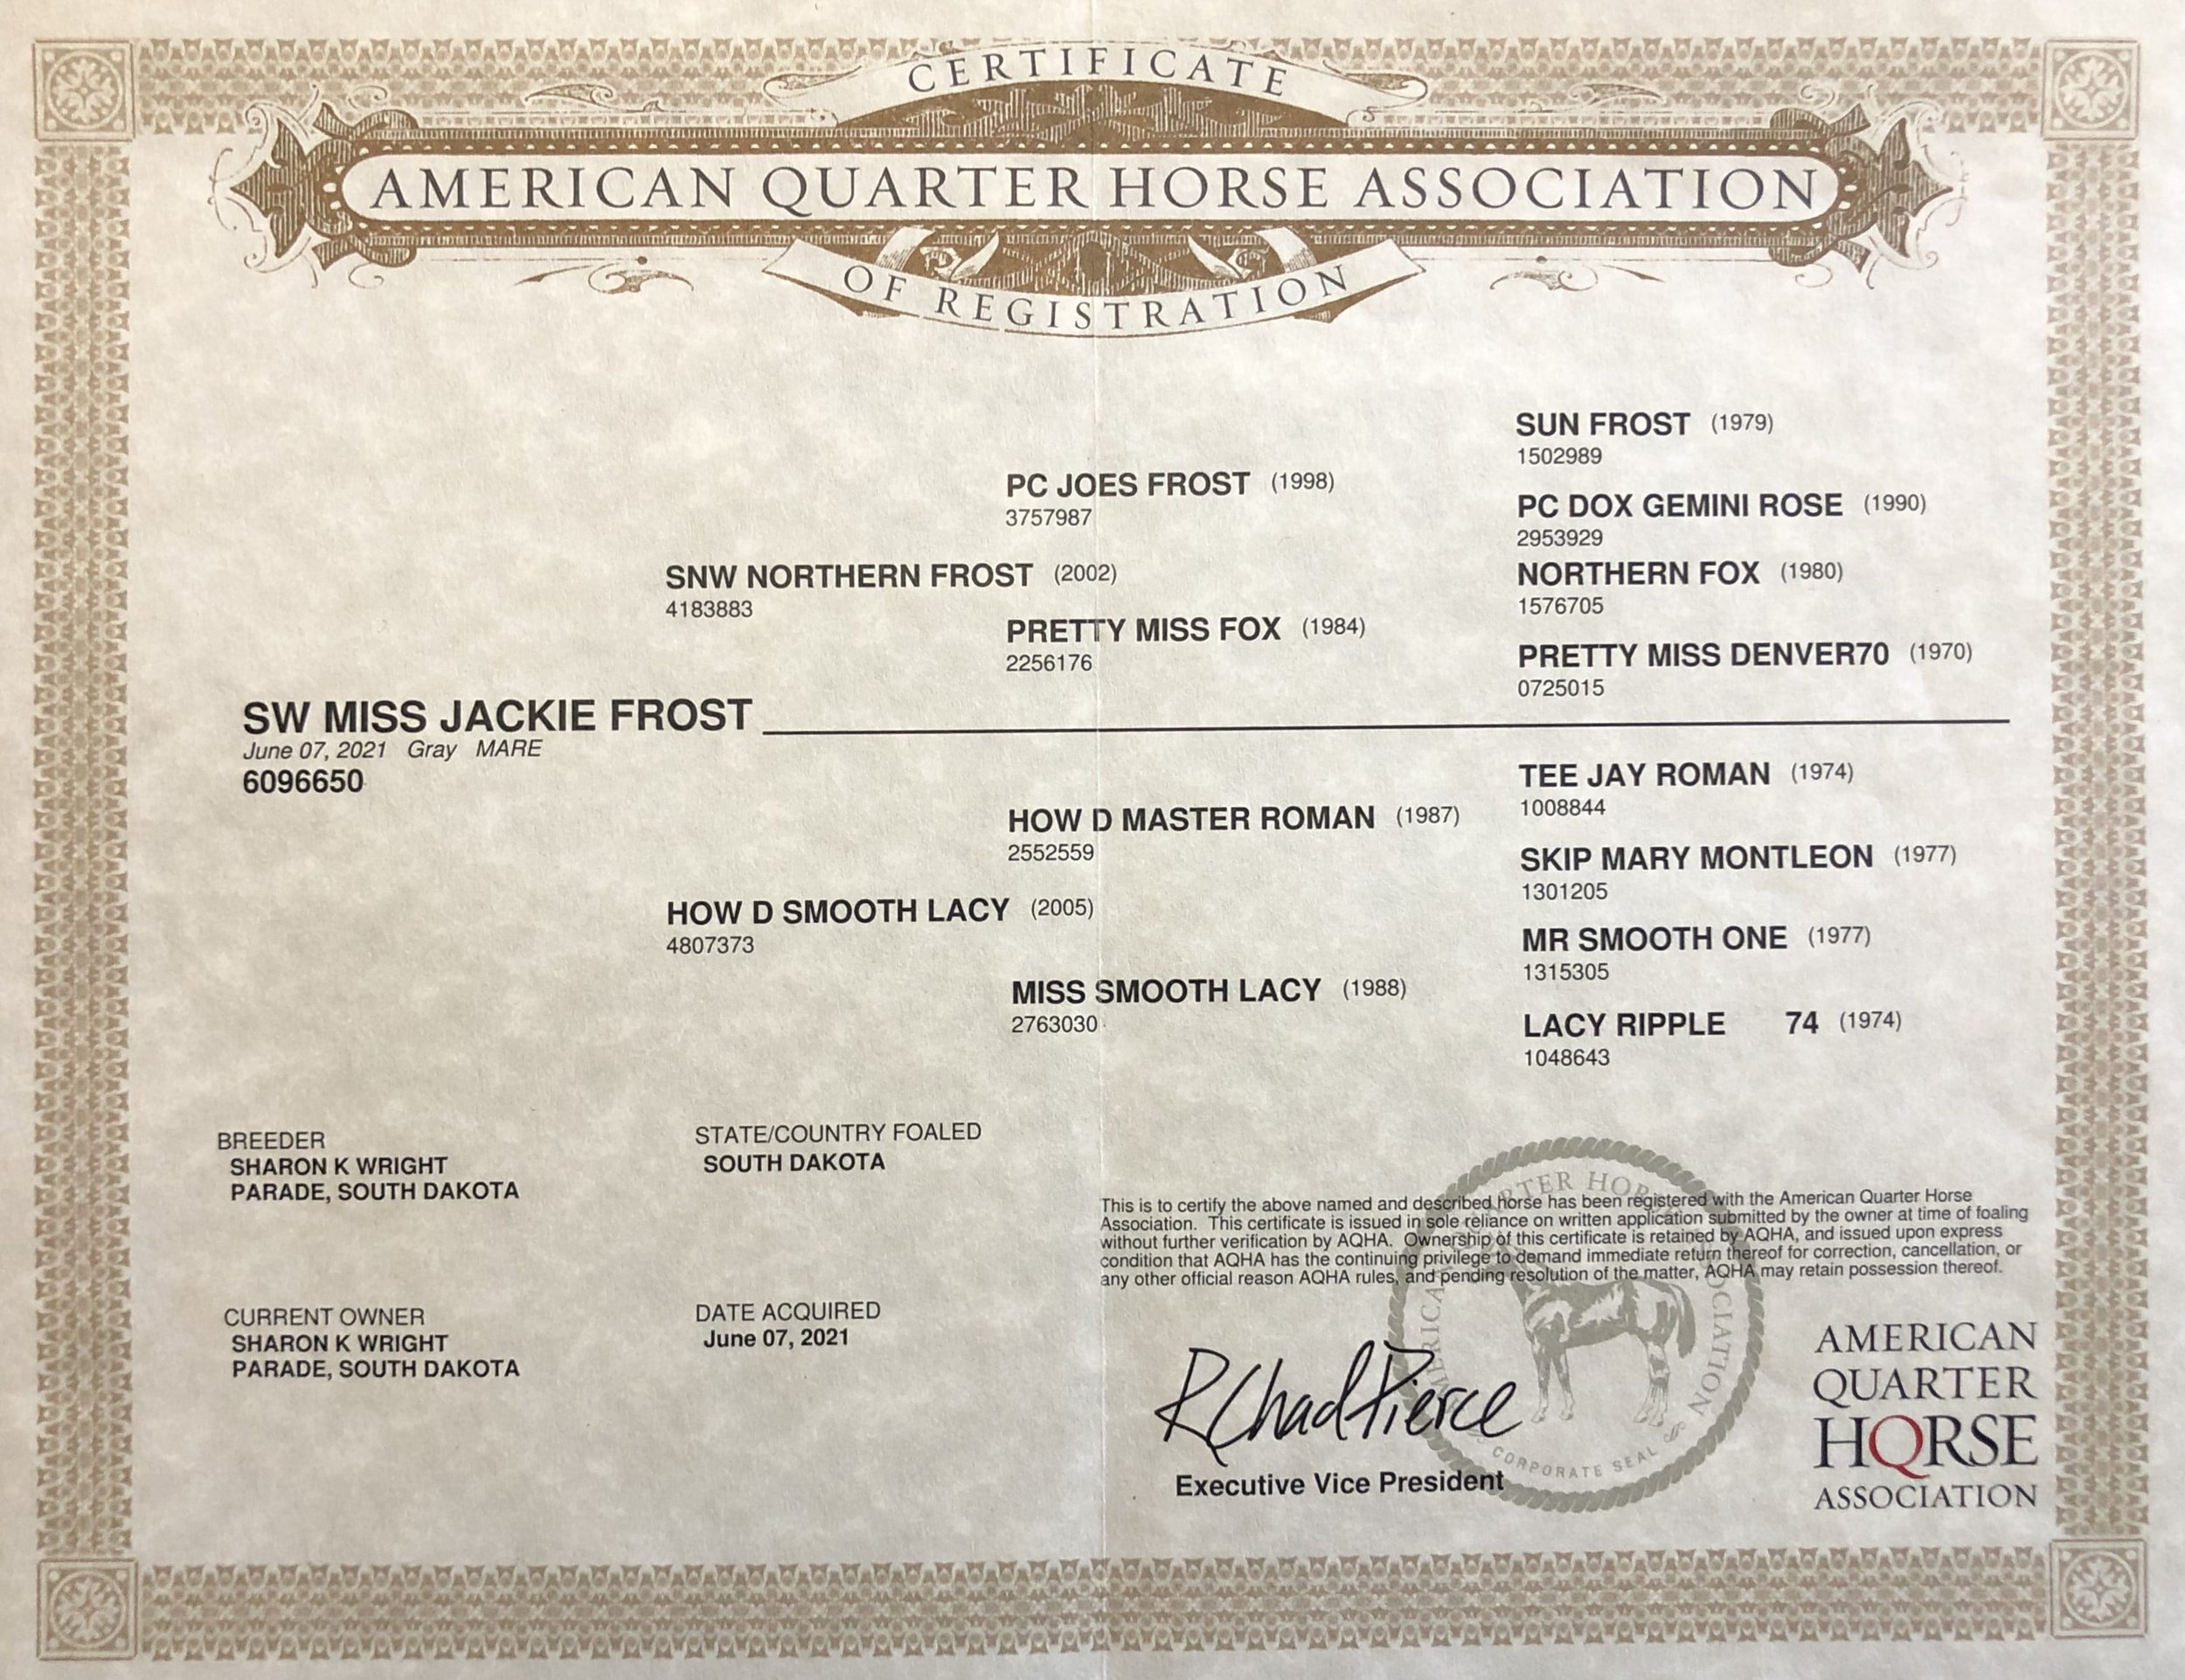 CERTIFICATE
AMERICAN QUARTER HORSE ASSOCIATION
OF REGISTRATION
SUN FROST (1979)
1502989
PC JOES FROST (1998)
3757987
PC DOX GEMINI ROSE (1990)
2953929
SNW NORTHERN FROST (2002)
4183883
NORTHERN FOX (1980)
1576705
PRETTY MISS FOX (1984)
2256176
PRETTY MISS DENVER70 (1970)
0725015
SW MISS JACKIE FROST
June 07, 2021 Gray MARE
6096650
TEE JAY ROMAN (1974)
1008844
HOW D MASTER ROMAN (1987)
2552559
SKIP MARY MONTLEON (1977)
1301205
HOW D SMOOTH LACY (2005)
4807373
MR SMOOTH ONE (1977)
1315305
MISS SMOOTH LACY (1988)
2763030
LACY RIPPLE 74 (1974)
1048643
BREEDER
SHARON K WRIGHT
PARADE, SOUTH DAKOTA
STATE/COUNTRY FOALED
SOUTH DAKOTA
This is to certify the above named and described horse has been registered with the American Quarter Horse
Association. This certificate is issued in sole reliance on written application submitted by the owner at time of foaling
without further verification by AQHA. Ownership of this certificate is retained by AQHA, and issued upon express
condition that AQHA has the continuing privilege to demand immediate return thereof for correction, cancellation, or
any other official reason AQHA rules, and pending resolution of the matter, AQHA may retain possession thereof.
CURRENT OWNER
SHARON K WRIGHT
PARADE, SOUTH DAKOTA
DATE ACQUIRED
June 07, 2021
R Chad Pierce
Executive Vice President
CORPORATE SEAL
AMERICAN
QUARTER
HORSE
ASSOCIATION